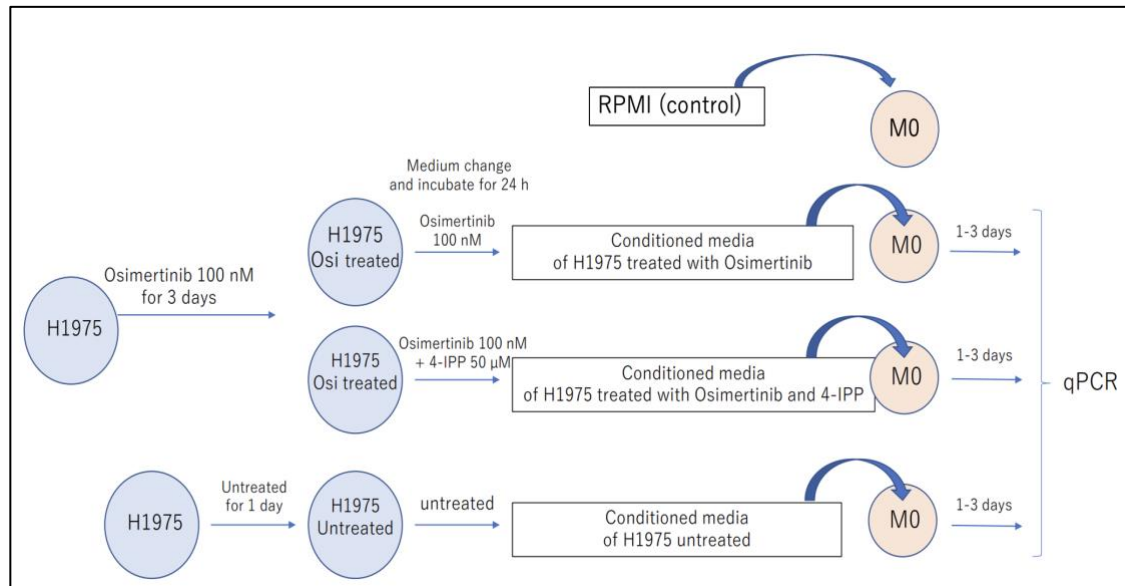 RPMI (control)
M0
Medium change
and incubate for 24 h
H1975
Osi treated
Osimertinib
100 nM
Conditioned media
of H1975 treated with Osimertinib
M0
1-3 days
Osimertinib 100 nM
for 3 days
H1975
H1975
Osi treated
Osimertinib 100 nM
+ 4-IPP 50 μM
Conditioned media
of H1975 treated with Osimertinib and 4-IPP
M0
1-3 days
qPCR
H1975
Untreated
for 1 day
H1975
Untreated
untreated
Conditioned media
of H1975 untreated
M0
1-3 days